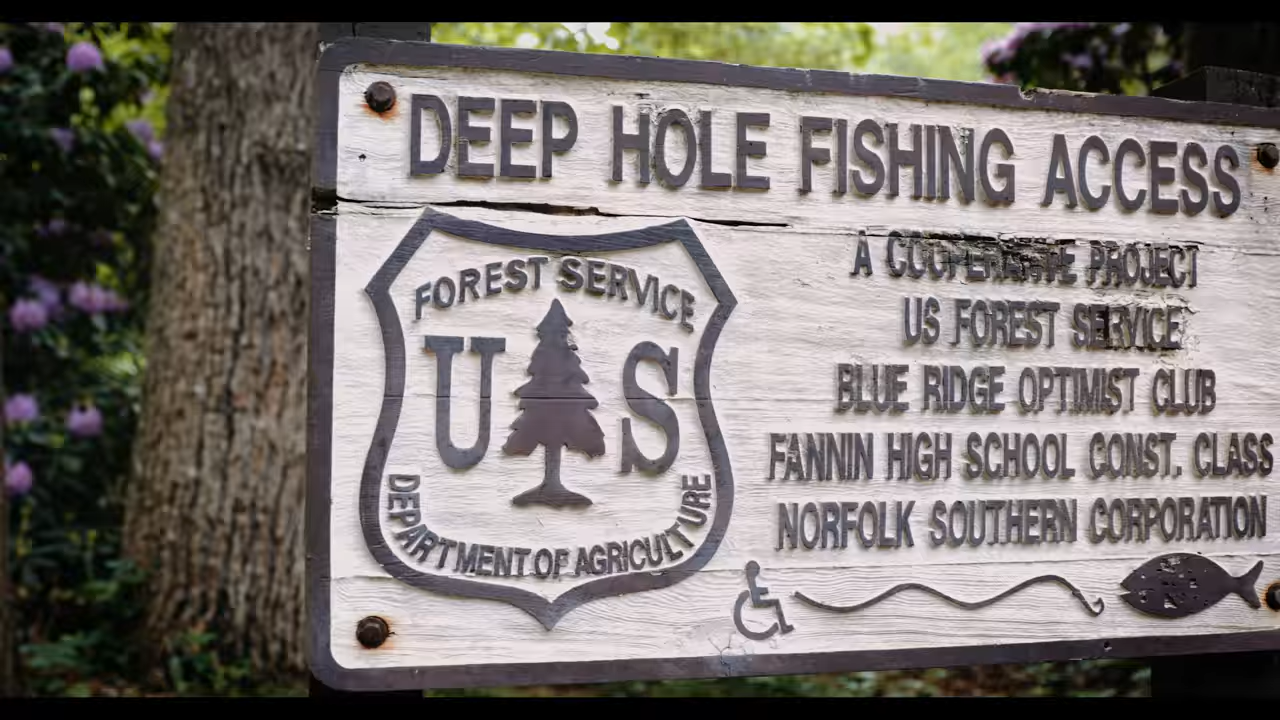 DEEP HOLE FISHING ACCESS
FOREST SERVICE
U S
DEPARTMENT OF AGRICULTURE
A COOPERATIVE PROJECT
US FOREST SERVICE
BLUE RIDGE OPTIMIST CLUB
FANNIN HIGH SCHOOL CONST. CLASS
NORFOLK SOUTHERN CORPORATION